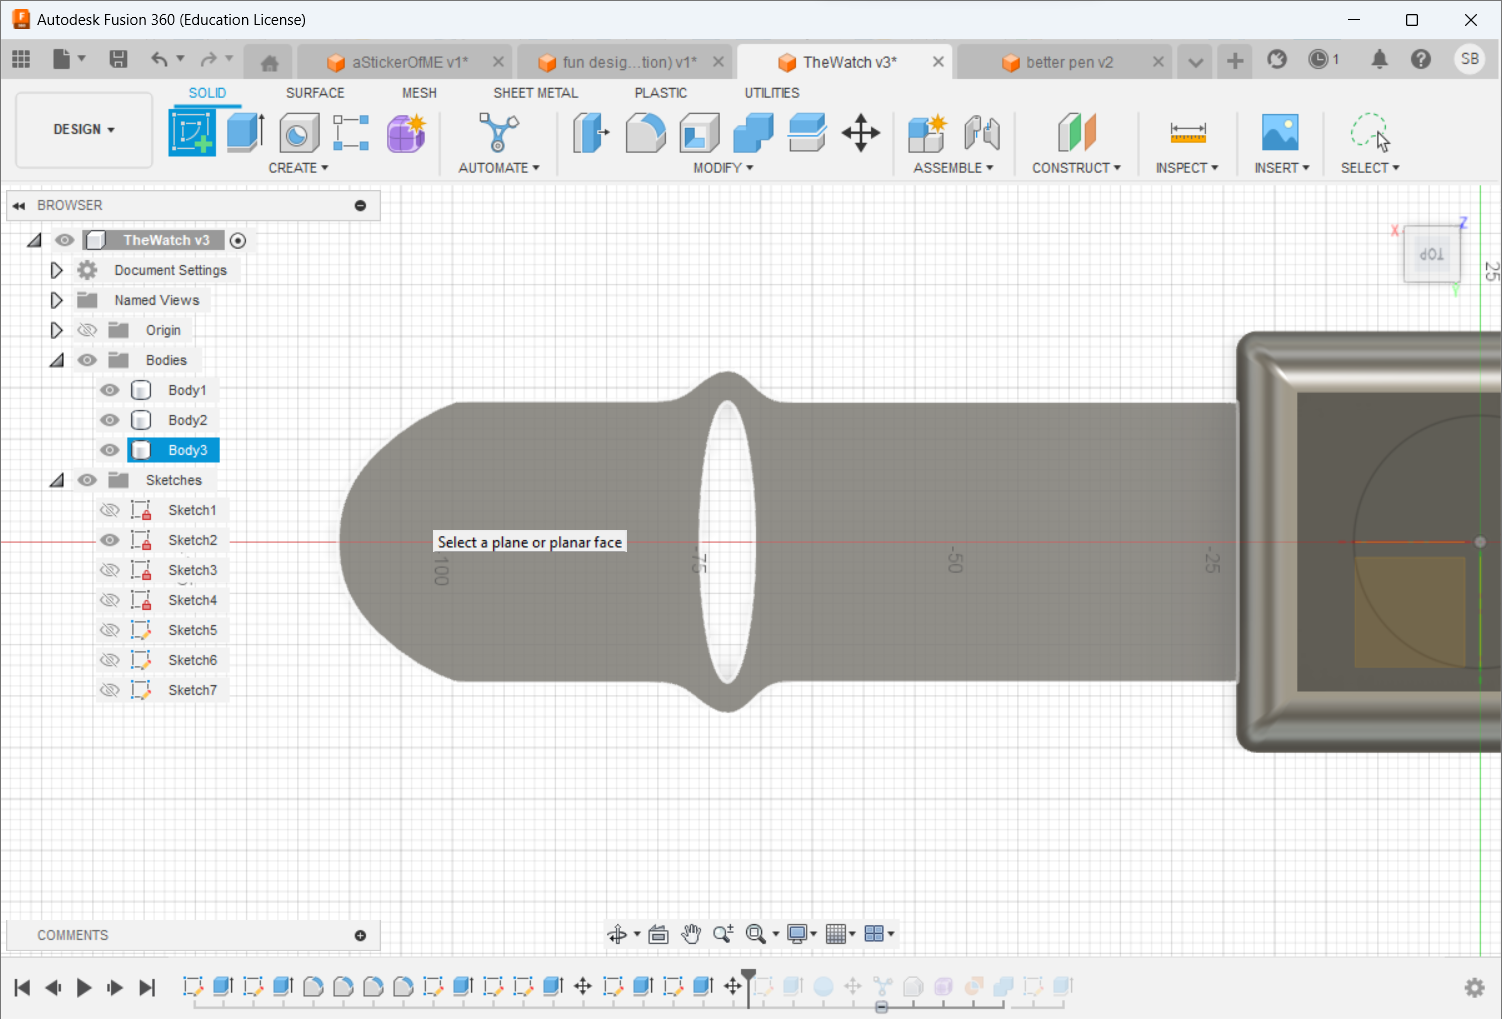 Autodesk Fusion 360 (Education License)
aStickerOfME v1*
fun desig...tion) v1*
TheWatch v3*
better pen v2
1
SB
SOLID
SURFACE
MESH
SHEET METAL
PLASTIC
UTILITIES
DESIGN
CREATE
AUTOMATE
MODIFY
ASSEMBLE
CONSTRUCT
INSPECT
INSERT
SELECT
BROWSER
TheWatch v3
Document Settings
Named Views
Origin
Bodies
Body1
Body2
Body3
Sketches
Sketch1
Sketch2
Sketch3
Sketch4
Sketch5
Sketch6
Sketch7
X
Z
TOP
Y
25
Select a plane or planar face
-100
-75
-50
-25
COMMENTS